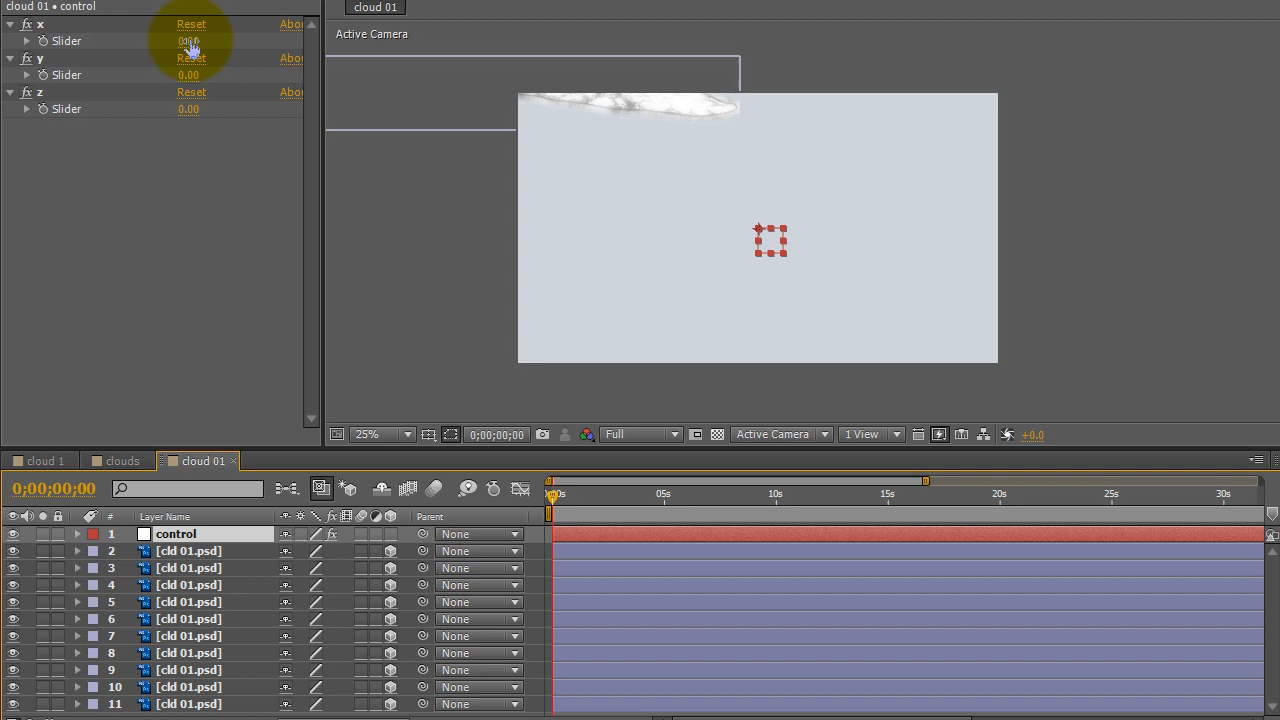 cloud 01 • control
fx x Reset Abou
Slider 0.00
fx y Reset Abou
Slider 0.00
fx z Reset Abou
Slider 0.00
cloud 01
Active Camera
25% 0;00;00;00 Full Active Camera 1 View +0.0
cloud 1 clouds cloud 01 ×
0;00;00;00
00s 05s 10s 15s 20s 25s 30s
# Layer Name fx Parent
1 control fx None
2 [cld 01.psd] None
3 [cld 01.psd] None
4 [cld 01.psd] None
5 [cld 01.psd] None
6 [cld 01.psd] None
7 [cld 01.psd] None
8 [cld 01.psd] None
9 [cld 01.psd] None
10 [cld 01.psd] None
11 [cld 01.psd] None